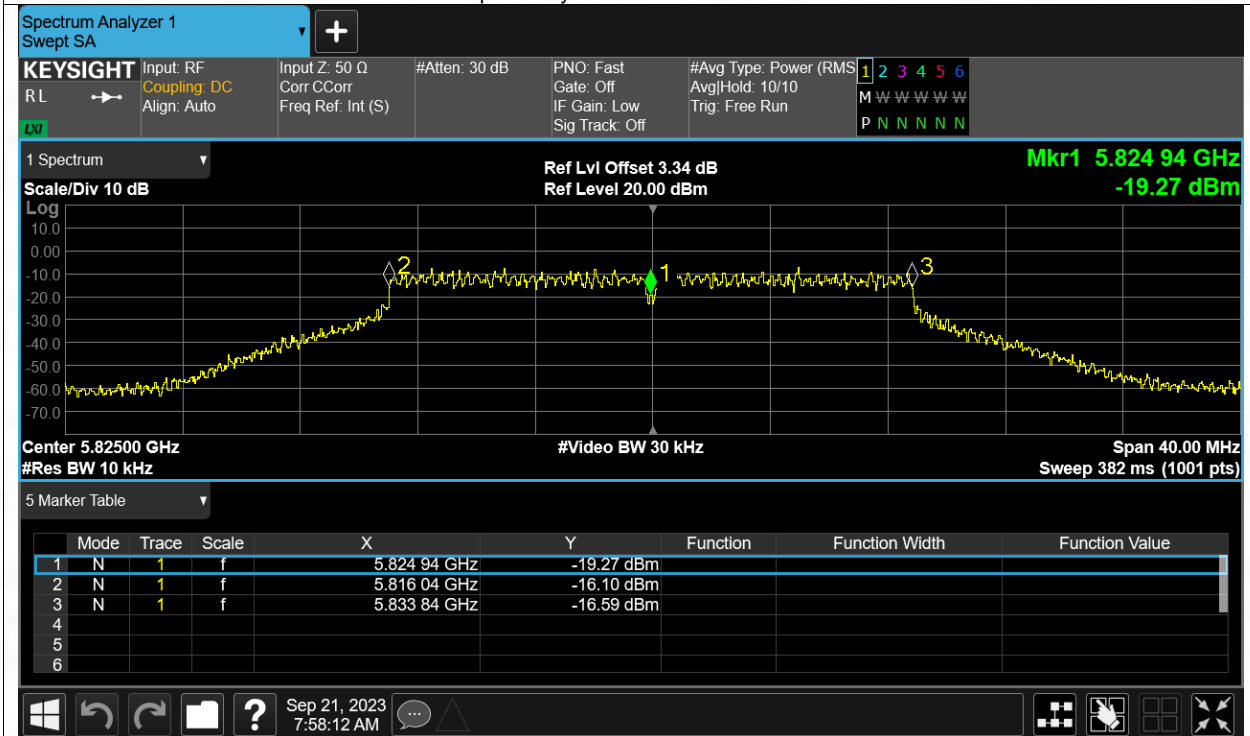 Spectrum Analyzer 1
Swept SA
+
KEYSIGHT
RL
LXI
Input: RF
Coupling: DC
Align: Auto
Input Z: 50 Ω
Corr CCorr
Freq Ref: Int (S)
#Atten: 30 dB
PNO: Fast
Gate: Off
IF Gain: Low
Sig Track: Off
#Avg Type: Power (RMS
Avg|Hold: 10/10
Trig: Free Run
1 2 3 4 5 6
M W W W W W
P N N N N N
1 Spectrum
Scale/Div 10 dB
Ref Lvl Offset 3.34 dB
Ref Level 20.00 dBm
Mkr1 5.824 94 GHz
-19.27 dBm
Log
10.0
0.00
-10.0
-20.0
-30.0
-40.0
-50.0
-60.0
-70.0
2
1
3
Center 5.82500 GHz
#Video BW 30 kHz
Span 40.00 MHz
#Res BW 10 kHz
Sweep 382 ms (1001 pts)
5 Marker Table
Mode Trace Scale X Y Function Function Width Function Value
1 N 1 f 5.824 94 GHz -19.27 dBm
2 N 1 f 5.816 04 GHz -16.10 dBm
3 N 1 f 5.833 84 GHz -16.59 dBm
4
5
6
?
Sep 21, 2023
7:58:12 AM